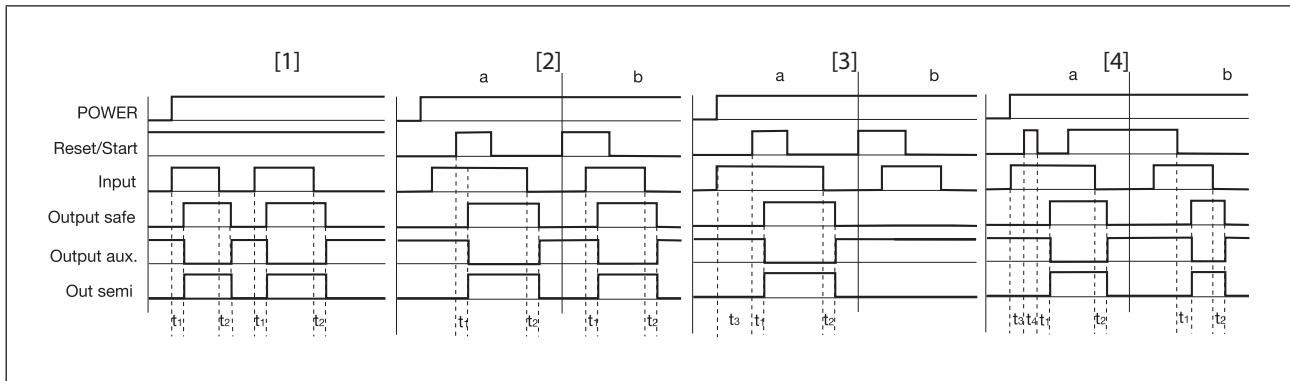 [1] [2] [3] [4]
a b a b a b
POWER
Reset/Start
Input
Output safe
Output aux.
Out semi
t1 t2 t1 t2 t1 t2 t1 t2 t3 t1 t2 t3 t4 t1 t2 t1 t2